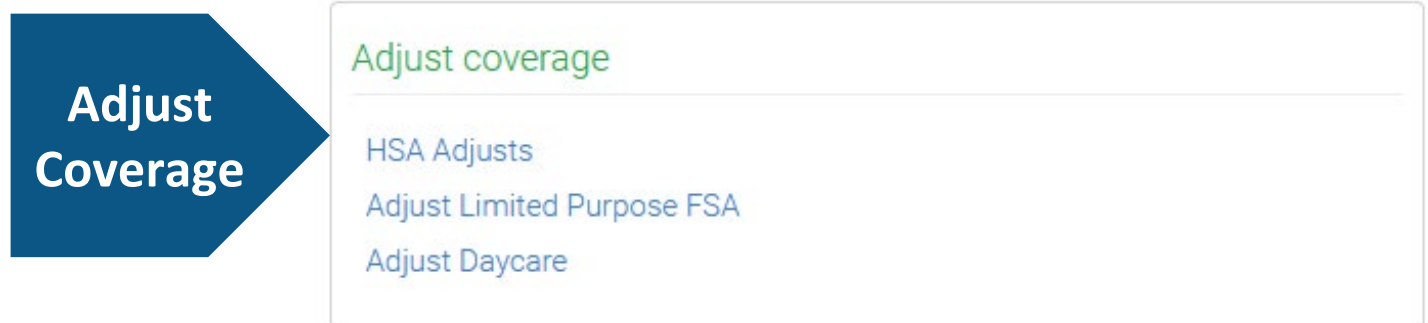 Adjust
Coverage
Adjust coverage
HSA Adjusts
Adjust Limited Purpose FSA
Adjust Daycare